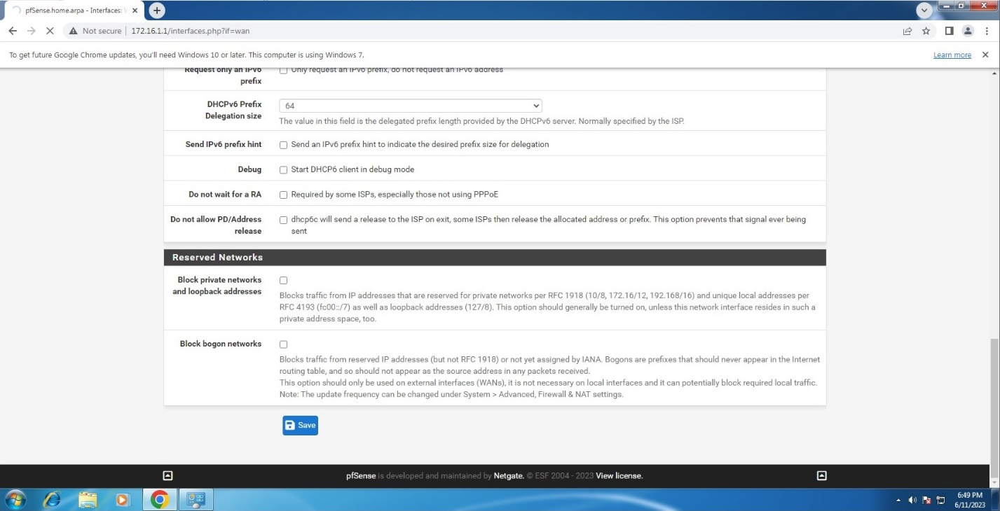 pfSense.home.arpa - Interfaces:
Not secure
172.16.1.1/interfaces.php?if=wan
To get future Google Chrome updates, you'll need Windows 10 or later. This computer is using Windows 7.
Learn more
Request only an IPv6
prefix
Only request an IPv6 prefix, do not request an IPv6 address
DHCPv6 Prefix
Delegation size
64
The value in this field is the delegated prefix length provided by the DHCPv6 server. Normally specified by the ISP.
Send IPv6 prefix hint
Send an IPv6 prefix hint to indicate the desired prefix size for delegation
Debug
Start DHCP6 client in debug mode
Do not wait for a RA
Required by some ISPs, especially those not using PPPoE
Do not allow PD/Address
release
dhcp6c will send a release to the ISP on exit, some ISPs then release the allocated address or prefix. This option prevents that signal ever being
sent
Reserved Networks
Block private networks
and loopback addresses
Blocks traffic from IP addresses that are reserved for private networks per RFC 1918 (10/8, 172.16/12, 192.168/16) and unique local addresses per
RFC 4193 (fc00::/7) as well as loopback addresses (127/8). This option should generally be turned on, unless this network interface resides in such a
private address space, too.
Block bogon networks
Blocks traffic from reserved IP addresses (but not RFC 1918) or not yet assigned by IANA. Bogons are prefixes that should never appear in the Internet
routing table, and so should not appear as the source address in any packets received.
This option should only be used on external interfaces (WANs), it is not necessary on local interfaces and it can potentially block required local traffic.
Note: The update frequency can be changed under System > Advanced, Firewall & NAT settings.
Save
pfSense is developed and maintained by Netgate. © ESF 2004 - 2023 View license.
6:49 PM
6/11/2023